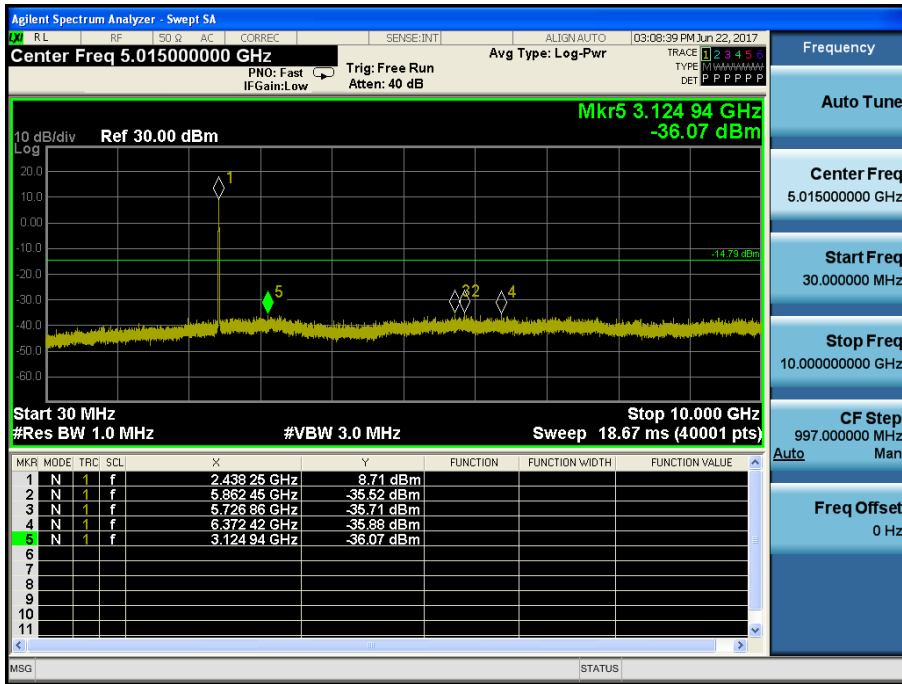 Agilent Spectrum Analyzer - Swept SA
LXI RL RF 50 Ω AC CORREC SENSE:INT ALIGNAUTO 03:08:39 PM Jun 22, 2017
Center Freq 5.015000000 GHz
PNO: Fast
IFGain:Low
Trig: Free Run
Atten: 40 dB
Avg Type: Log-Pwr
TRACE 1 2 3 4 5 6
TYPE M
DET P P P P P P
Mkr5 3.124 94 GHz
-36.07 dBm
10 dB/div Ref 30.00 dBm
Log
20.0
10.0
0.00
-10.0
-20.0
-30.0
-40.0
-50.0
-60.0
-14.79 dBm
1
5
2
4
Start 30 MHz Stop 10.000 GHz
#Res BW 1.0 MHz #VBW 3.0 MHz Sweep 18.67 ms (40001 pts)
MKR MODE TRC SCL X Y FUNCTION FUNCTION WIDTH FUNCTION VALUE
1 N 1 f 2.438 25 GHz 8.71 dBm
2 N 1 f 5.862 45 GHz -35.52 dBm
3 N 1 f 5.726 86 GHz -35.71 dBm
4 N 1 f 6.372 42 GHz -35.88 dBm
5 N 1 f 3.124 94 GHz -36.07 dBm
6
7
8
9
10
11
MSG STATUS
Frequency
Auto Tune
Center Freq
5.015000000 GHz
Start Freq
30.000000 MHz
Stop Freq
10.000000000 GHz
CF Step
997.000000 MHz
Auto Man
Freq Offset
0 Hz